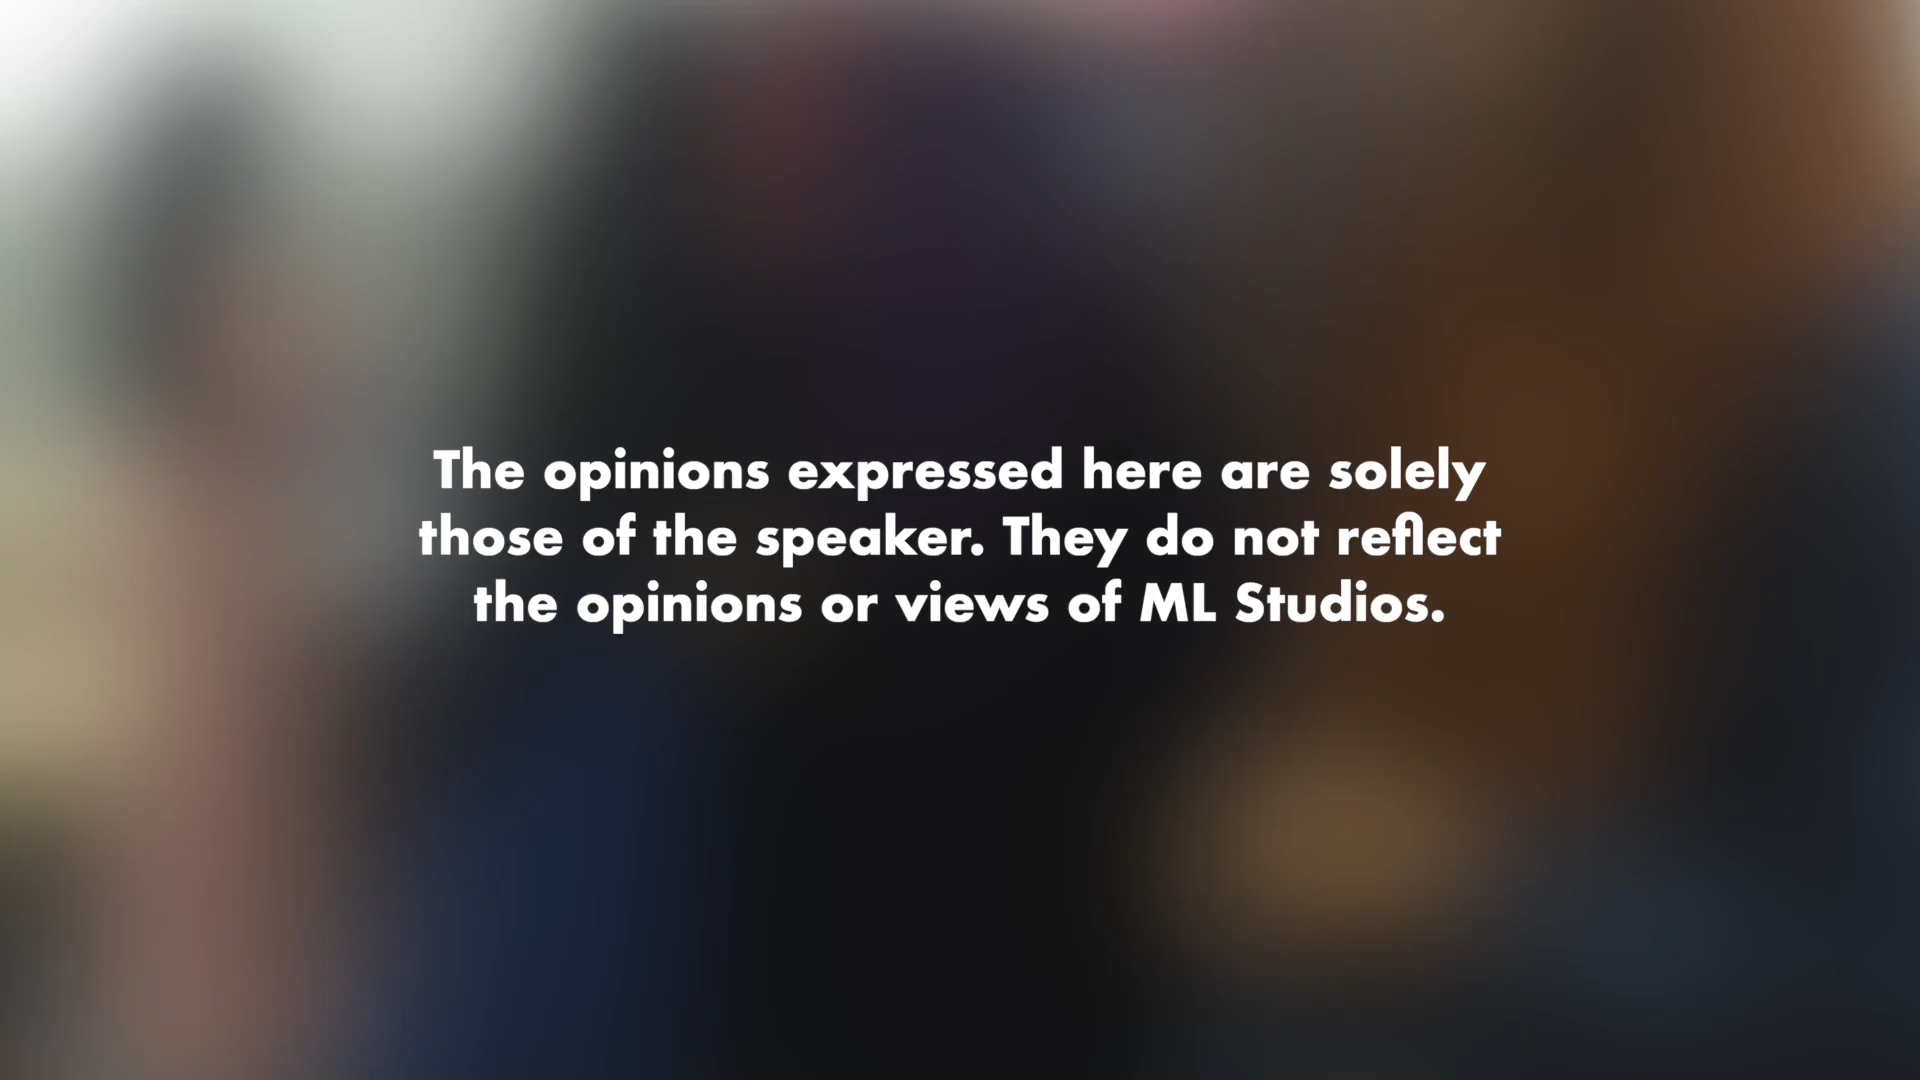 The opinions expressed here are solely
those of the speaker. They do not reflect
the opinions or views of ML Studios.